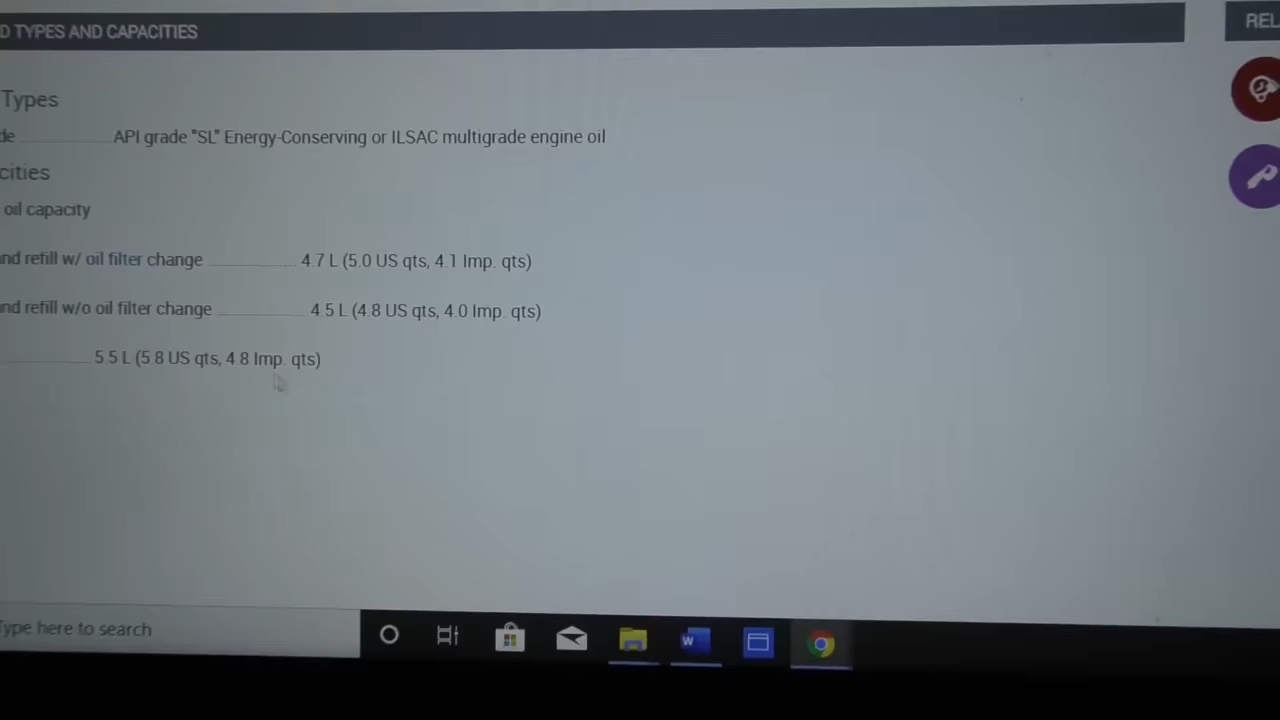 D TYPES AND CAPACITIES
REL
Types
de API grade "SL" Energy-Conserving or ILSAC multigrade engine oil
cities
oil capacity
nd refill w/ oil filter change 4.7 L (5.0 US qts, 4.1 Imp. qts)
nd refill w/o oil filter change 4.5 L (4.8 US qts, 4.0 Imp. qts)
5.5 L (5.8 US qts, 4.8 Imp. qts)
Type here to search
W